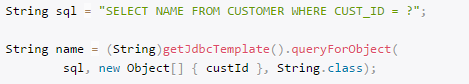 String sql = "SELECT NAME FROM CUSTOMER WHERE CUST_ID = ?";
String name = (String)getJdbcTemplate().queryForObject(
sql, new Object[] { custId }, String.class);